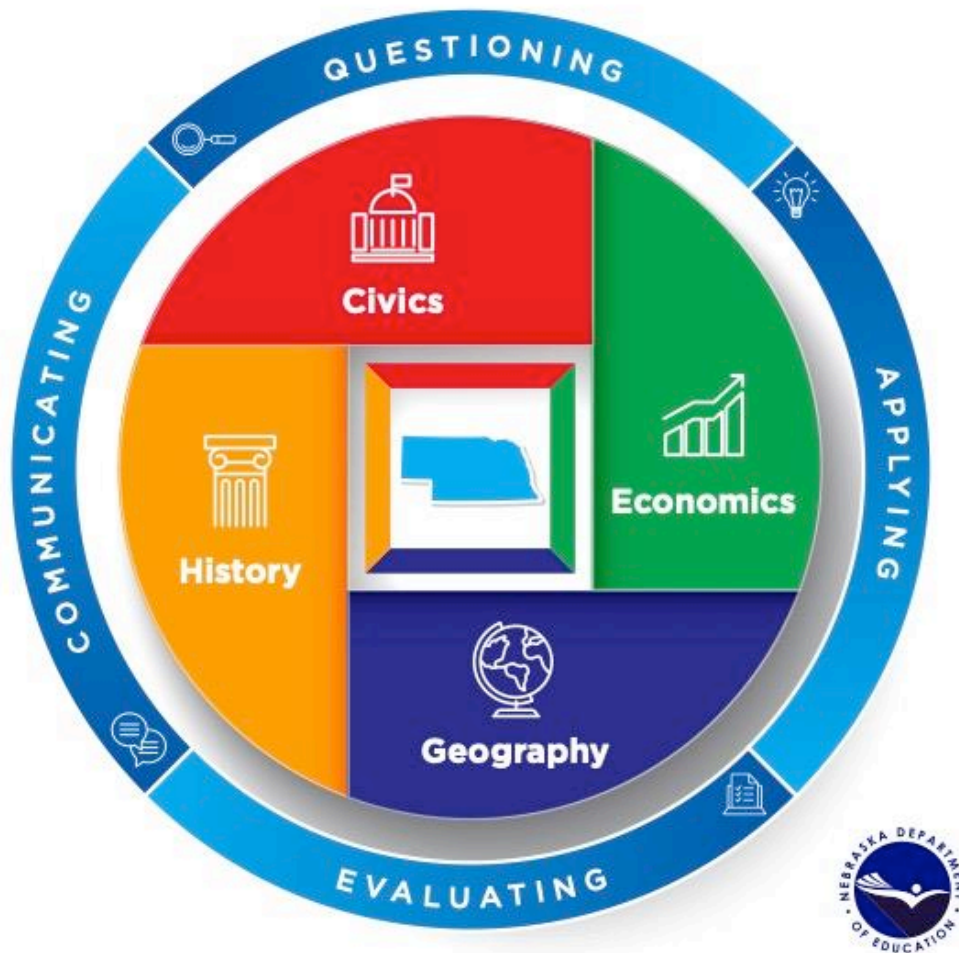 QUESTIONING
APPLYING
EVALUATING
COMMUNICATING
Civics
Economics
History
Geography
NEBRASKA DEPARTMENT
OF EDUCATION